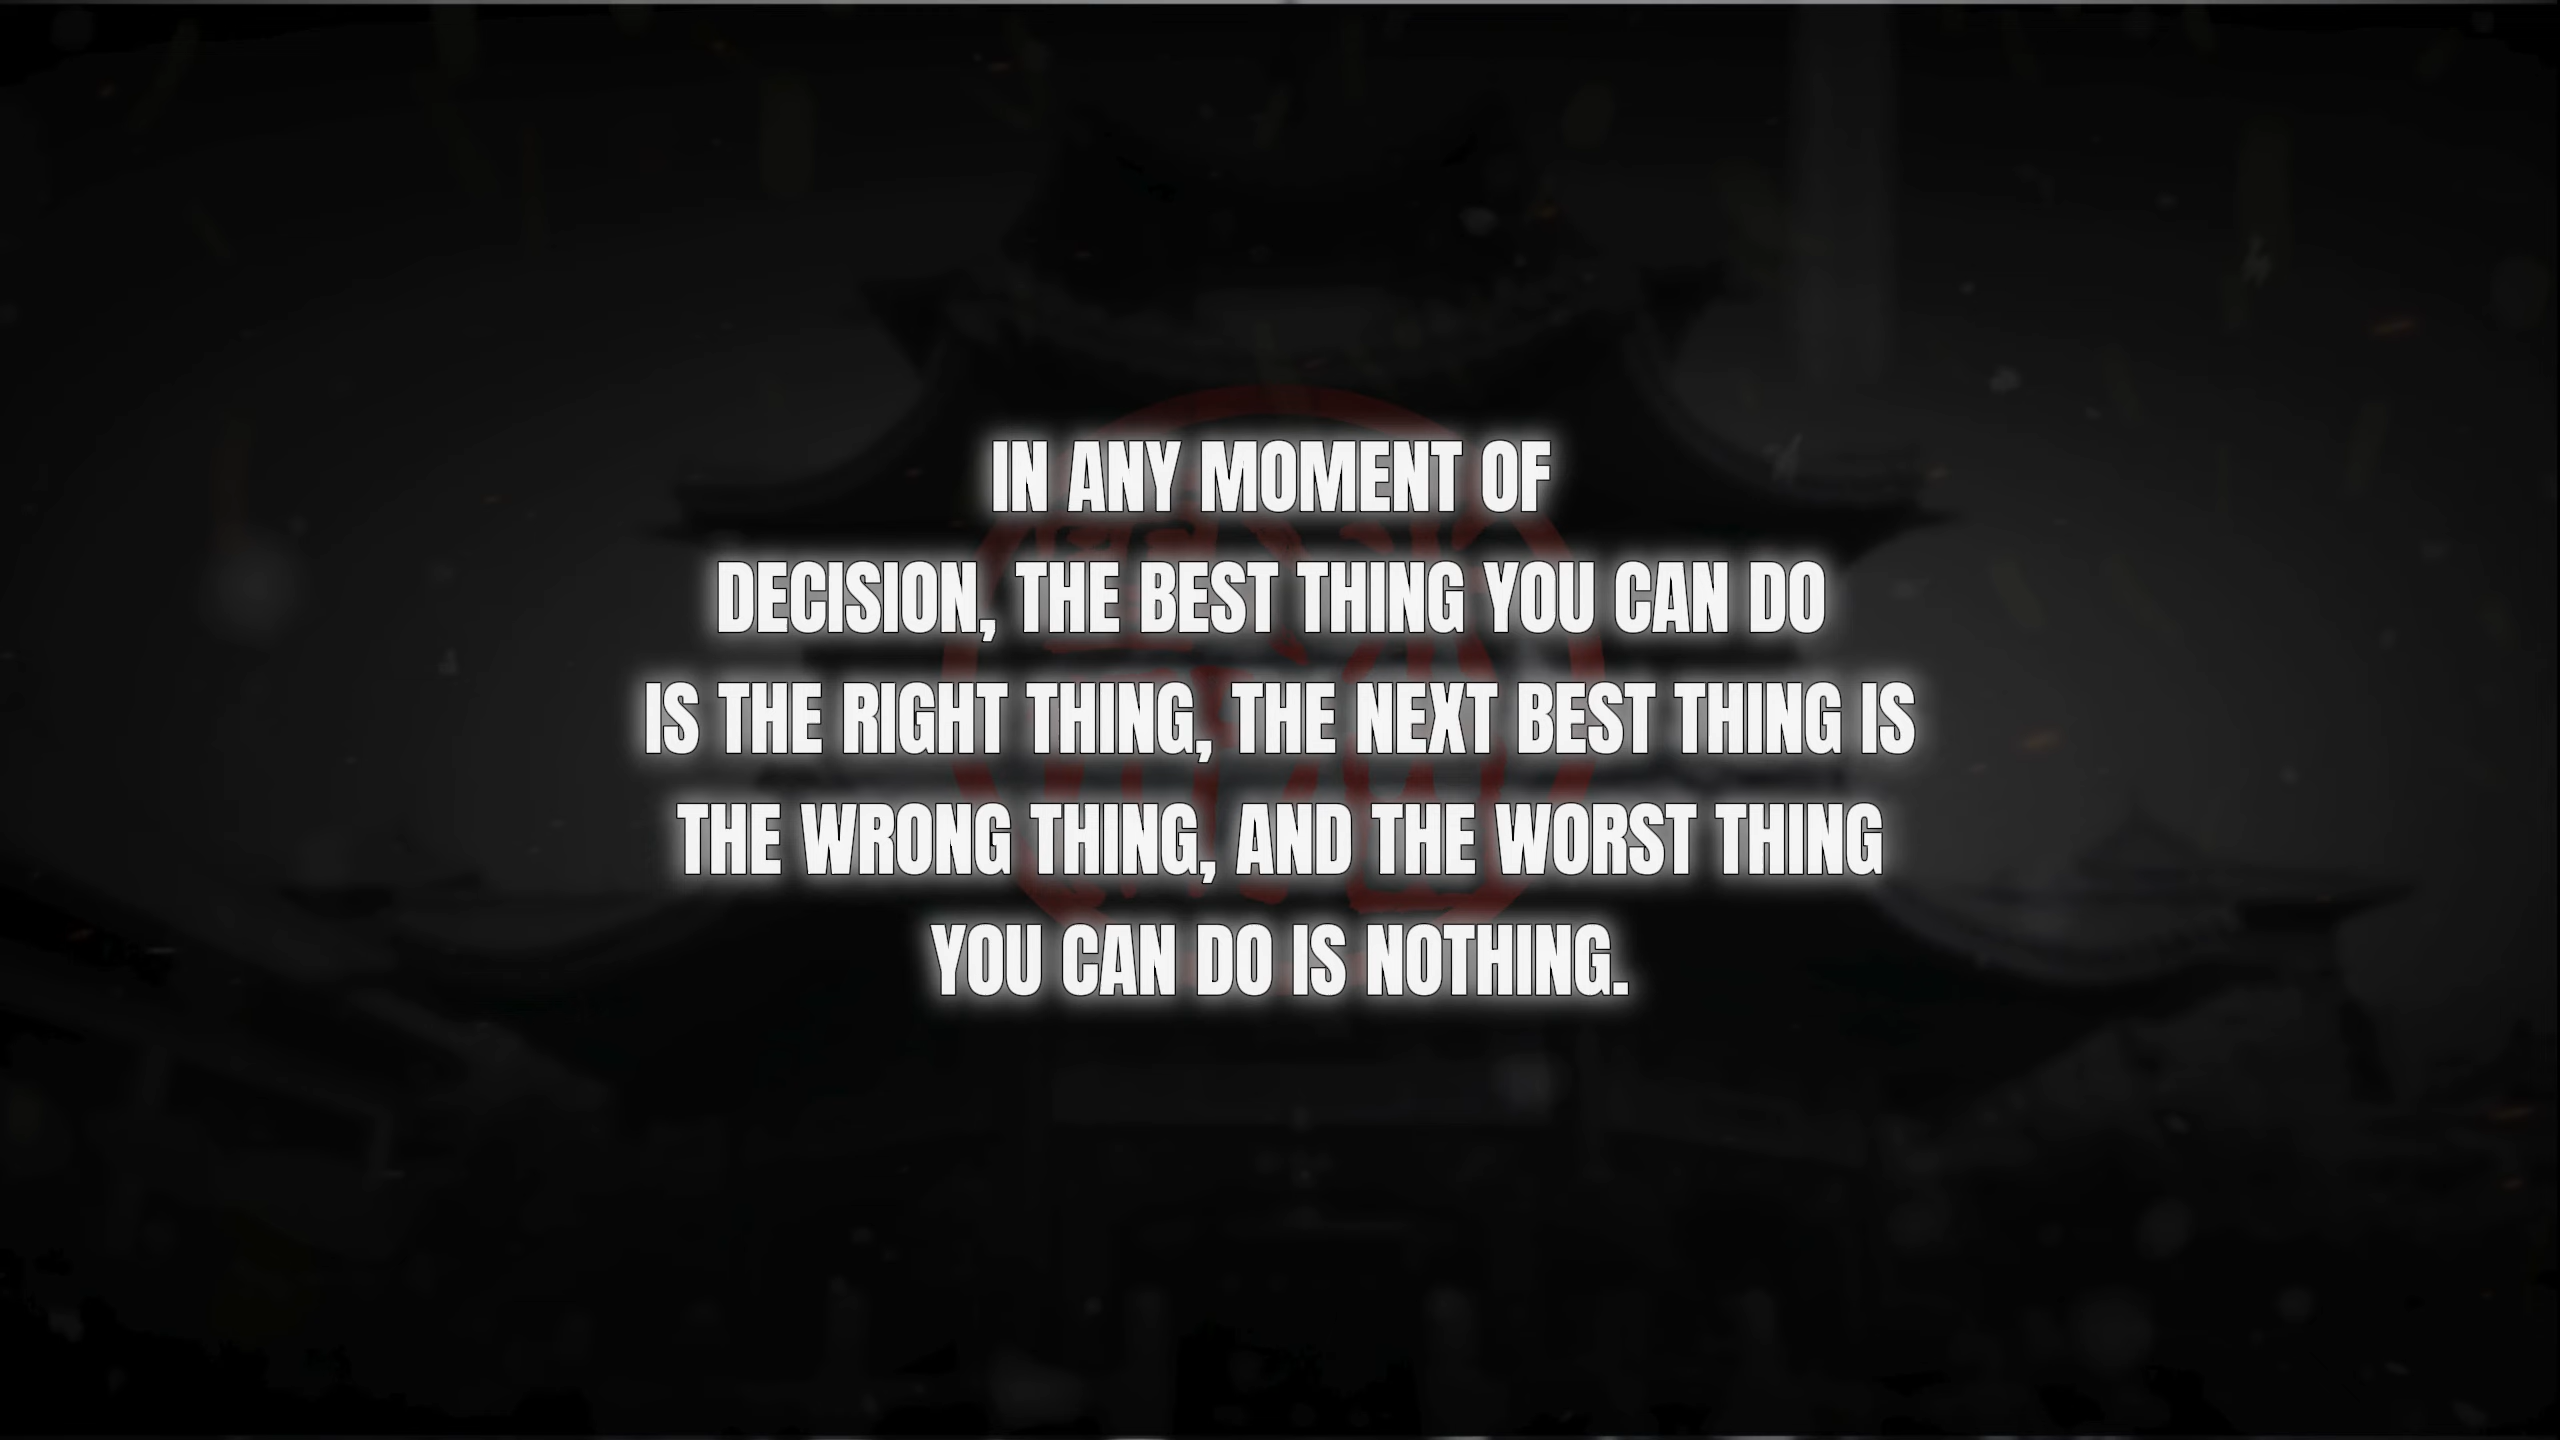 IN ANY MOMENT OF
DECISION, THE BEST THING YOU CAN DO
IS THE RIGHT THING, THE NEXT BEST THING IS
THE WRONG THING, AND THE WORST THING
YOU CAN DO IS NOTHING.